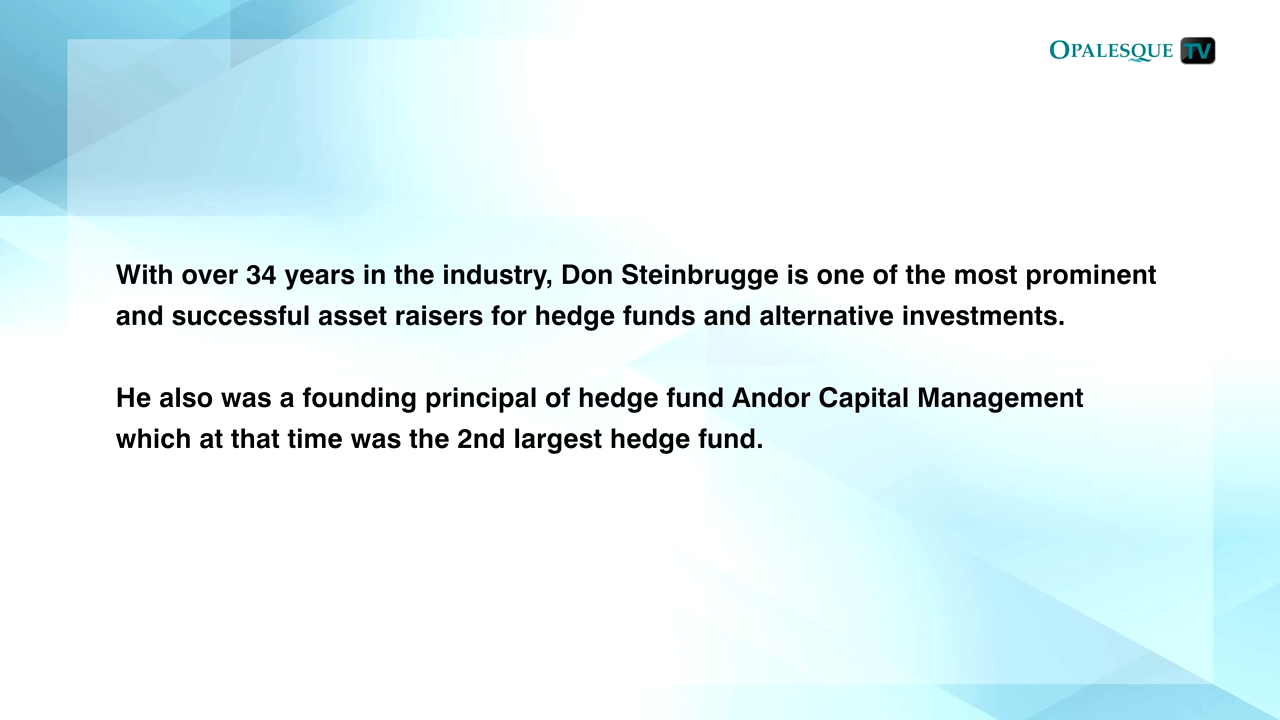 OPALESQUE TV
With over 34 years in the industry, Don Steinbrugge is one of the most prominent
and successful asset raisers for hedge funds and alternative investments.
He also was a founding principal of hedge fund Andor Capital Management
which at that time was the 2nd largest hedge fund.